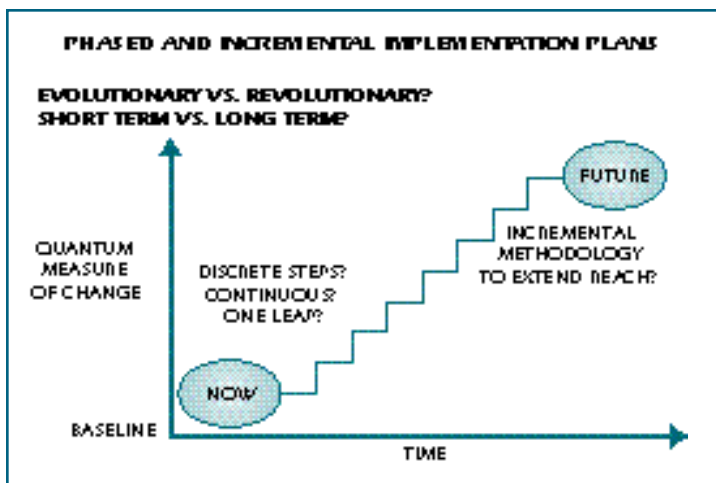 PHASED AND INCREMENTAL IMPLEMENTATION PLANS
EVOLUTIONARY VS. REVOLUTIONARY?
SHORT TERM VS. LONG TERM?
FUTURE
QUANTUM
MEASURE
OF CHANGE
DISCRETE STEPS?
CONTINUOUS?
ONE LEAP?
INCREMENTAL
METHODOLOGY
TO EXTEND REACH?
NOW
BASELINE
TIME